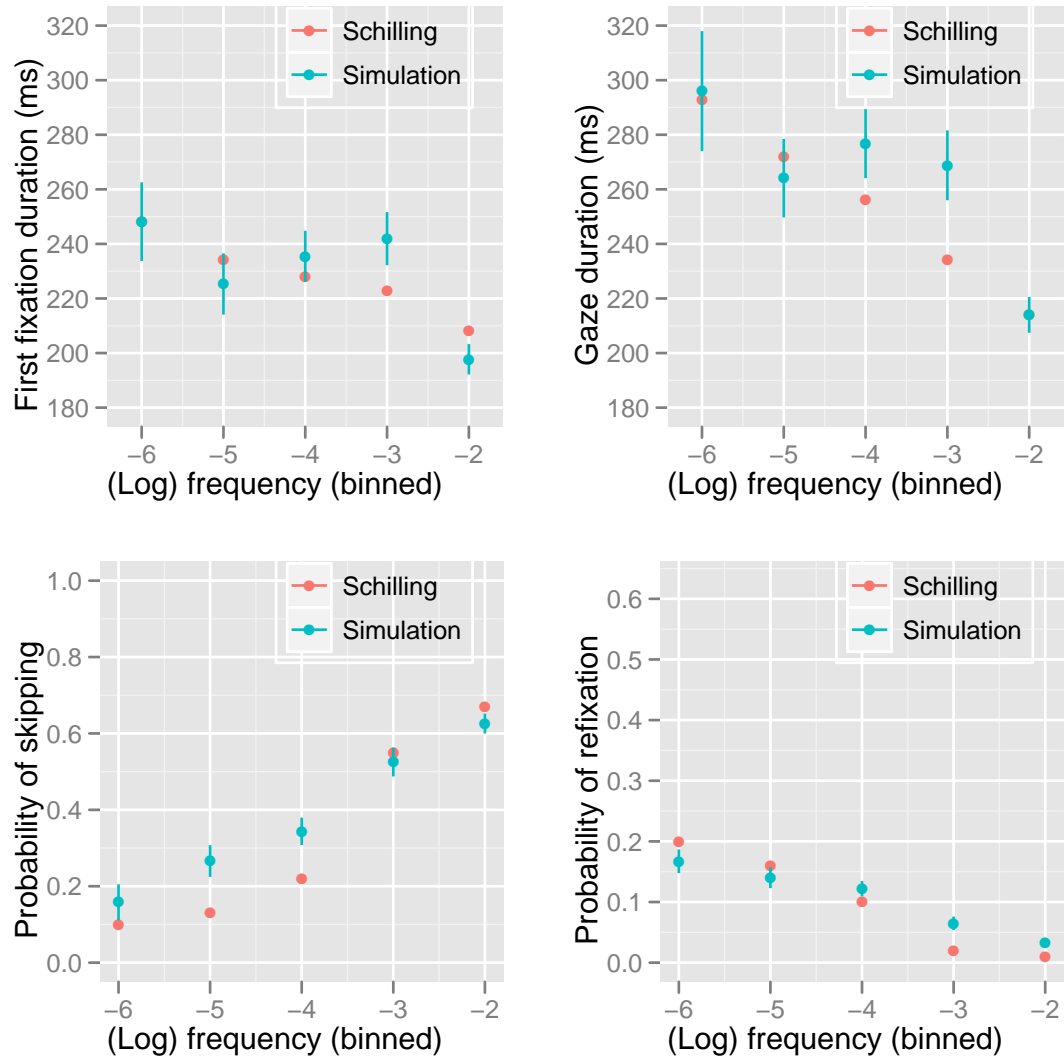 First fixation duration (ms)
320
300
280
260
240
220
200
180
Schilling
Simulation
−6 −5 −4 −3 −2
(Log) frequency (binned)
Gaze duration (ms)
320
300
280
260
240
220
200
180
Schilling
Simulation
−6 −5 −4 −3 −2
(Log) frequency (binned)
Probability of skipping
1.0
0.8
0.6
0.4
0.2
0.0
Schilling
Simulation
−6 −5 −4 −3 −2
(Log) frequency (binned)
Probability of refixation
0.6
0.5
0.4
0.3
0.2
0.1
0.0
Schilling
Simulation
−6 −5 −4 −3 −2
(Log) frequency (binned)